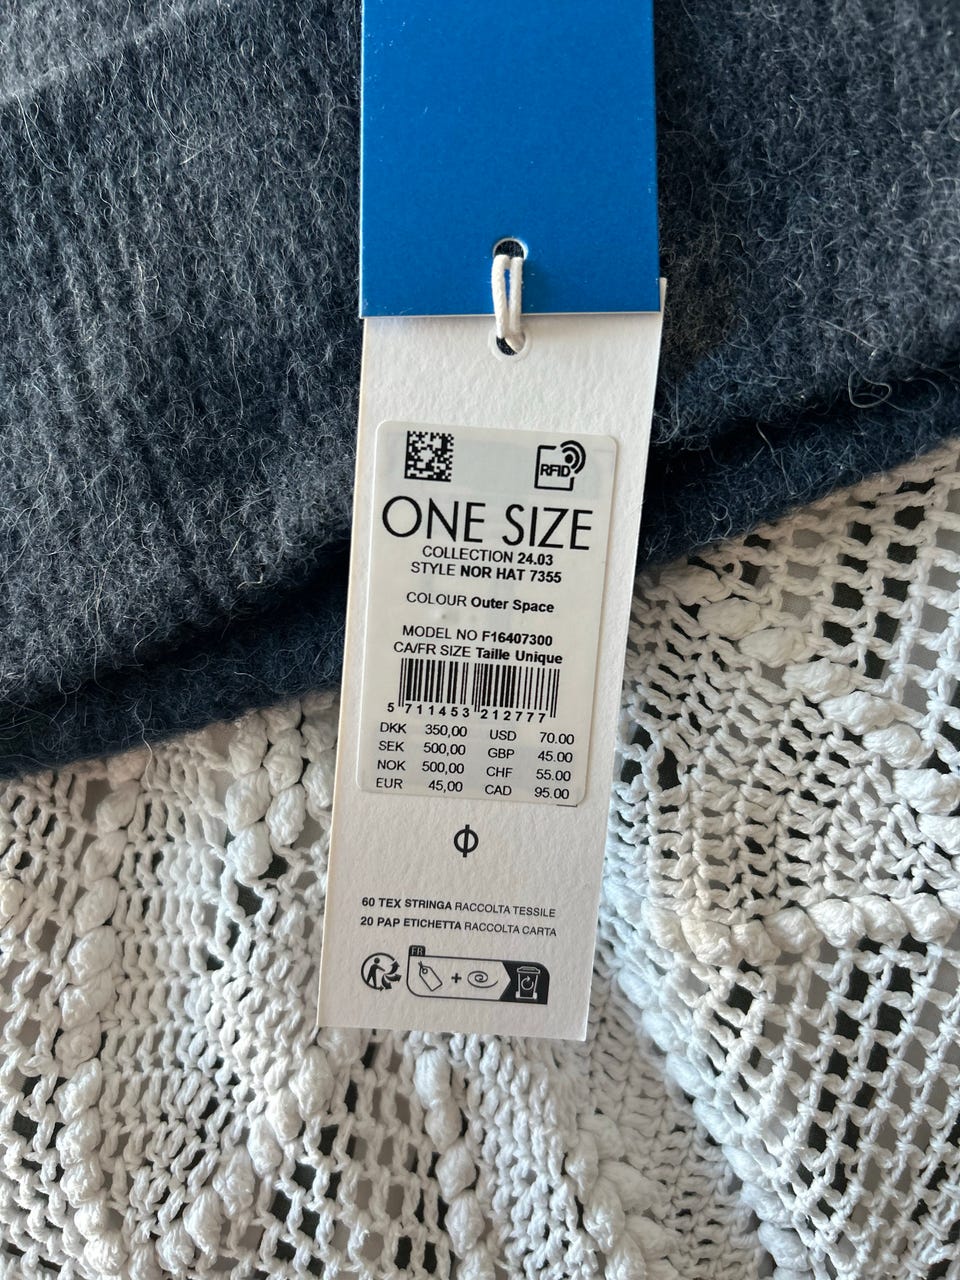 RFID
ONE SIZE
COLLECTION 24.03
STYLE NOR HAT 7355
COLOUR Outer Space
MODEL NO F16407300
CA/FR SIZE Taille Unique
5 711453 212777
DKK 350,00 USD 70.00
SEK 500,00 GBP 45.00
NOK 500,00 CHF 55.00
EUR 45,00 CAD 95.00
60 TEX STRINGA RACCOLTA TESSILE
20 PAP ETICHETTA RACCOLTA CARTA
FR
+